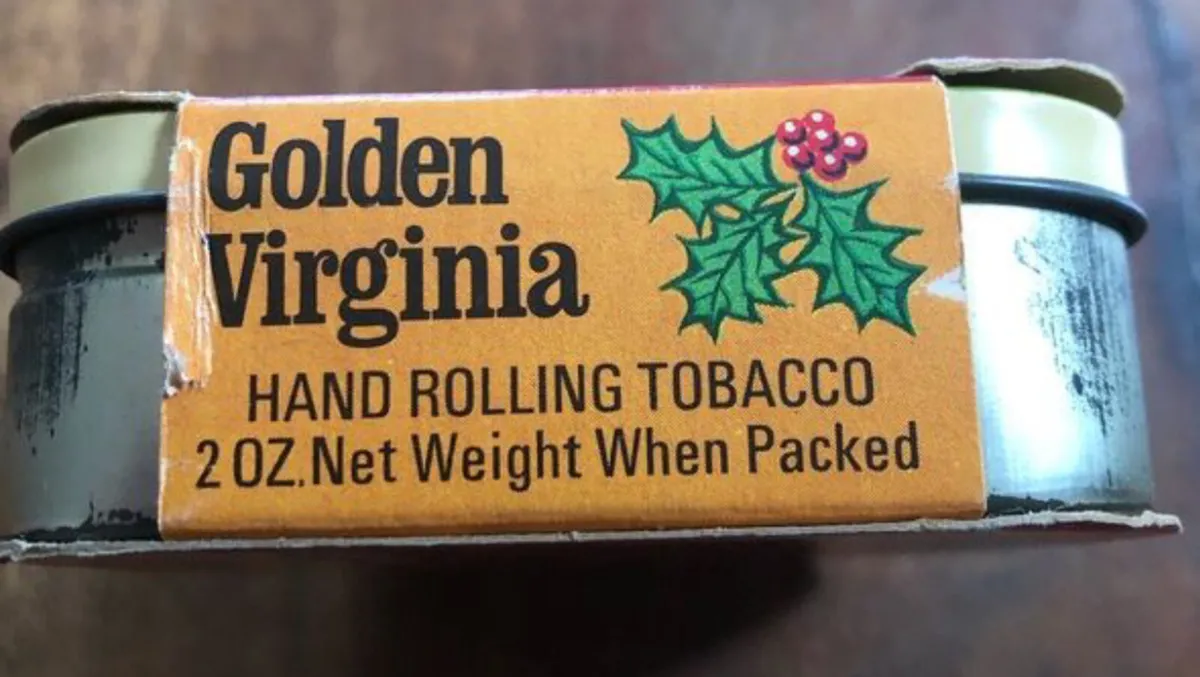 Golden
Virginia
HAND ROLLING TOBACCO
2 OZ. Net Weight When Packed